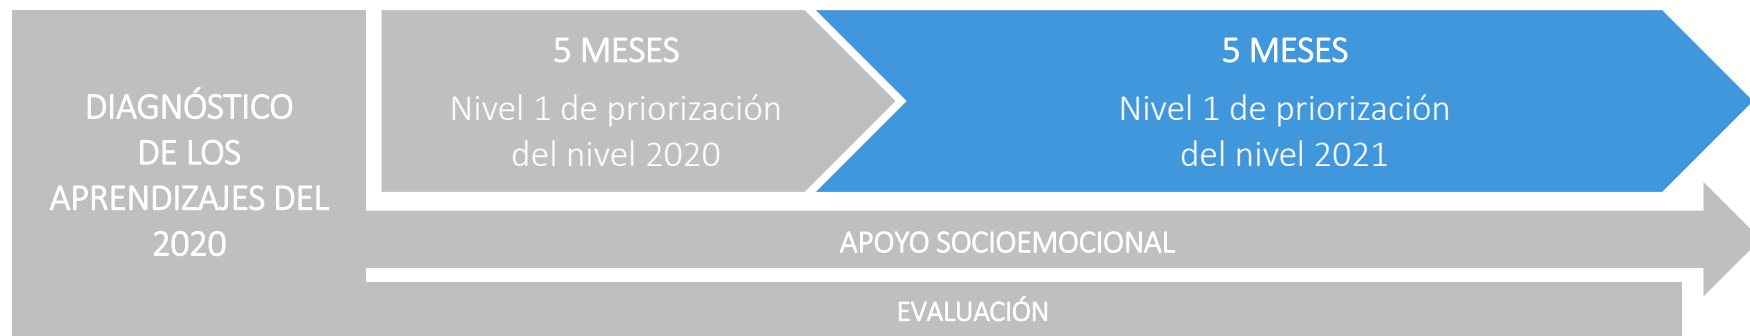 DIAGNÓSTICO
DE LOS
APRENDIZAJES DEL
2020
5 MESES
Nivel 1 de priorización
del nivel 2020
5 MESES
Nivel 1 de priorización
del nivel 2021
APOYO SOCIOEMOCIONAL
EVALUACIÓN